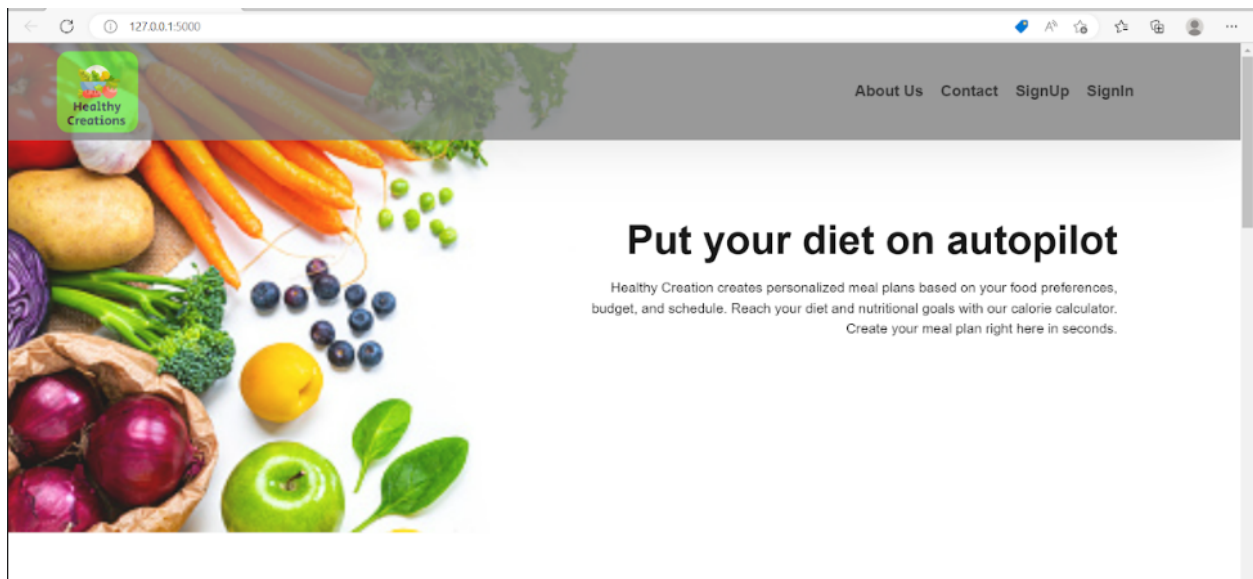 127.0.0.1:5000
Healthy
Creations
About Us Contact SignUp SignIn
Put your diet on autopilot
Healthy Creation creates personalized meal plans based on your food preferences,
budget, and schedule. Reach your diet and nutritional goals with our calorie calculator.
Create your meal plan right here in seconds.